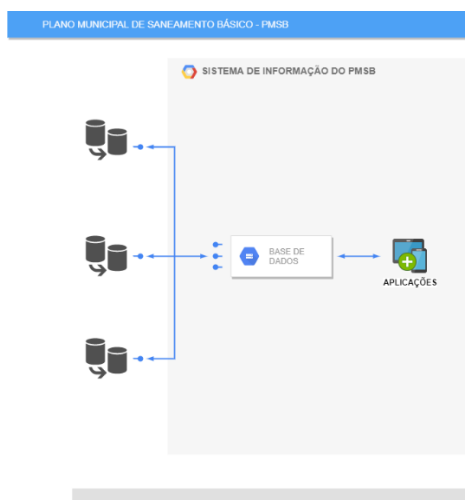 PLANO MUNICIPAL DE SANEAMENTO BÁSICO - PMSB
SISTEMA DE INFORMAÇÃO DO PMSB
BASE DE
DADOS
APLICAÇÕES